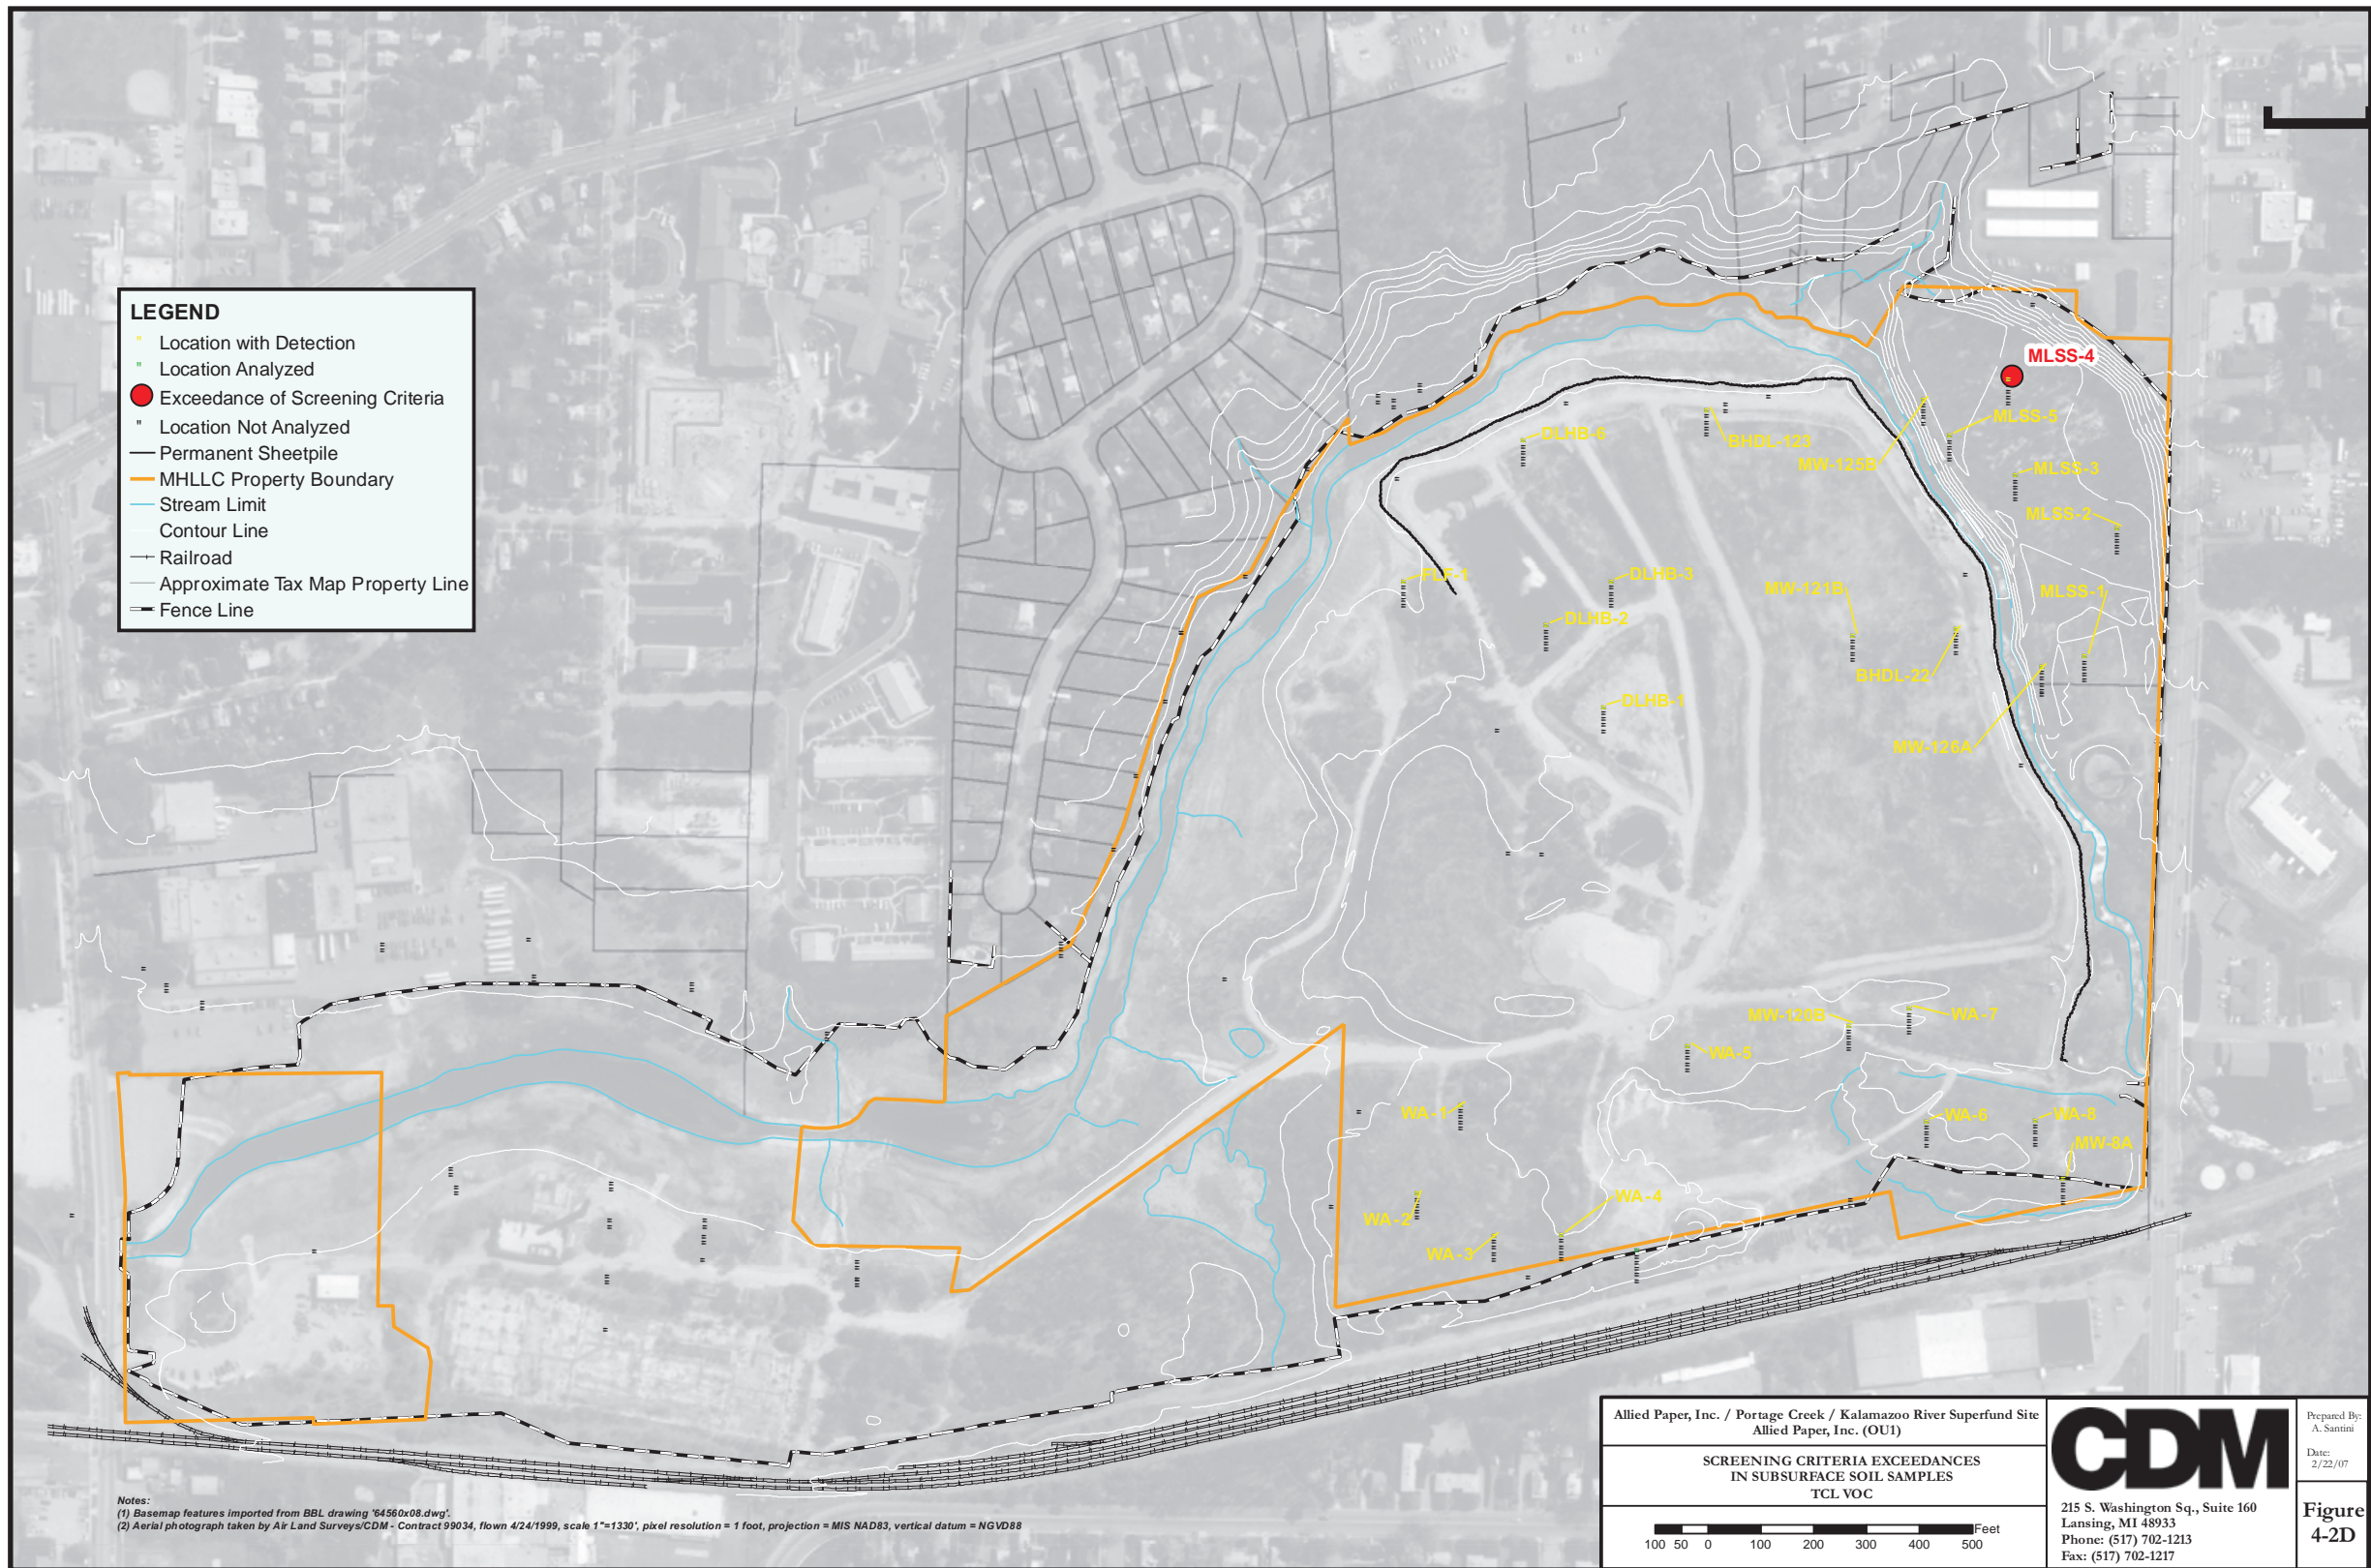 LEGEND
Location with Detection
Location Analyzed
Exceedance of Screening Criteria
Location Not Analyzed
Permanent Sheetpile
MHLLC Property Boundary
Stream Limit
Contour Line
Railroad
Approximate Tax Map Property Line
Fence Line
MLSS-4
MLSS-5
DLHB-6
BHDL-123
MW-125B
MLSS-3
MLSS-2
FLF-1
DLHB-3
MW-121B
MLSS-1
DLHB-2
BHDL-22
DLHB-1
MW-126A
MW-120B
WA-7
WA-5
WA-1
WA-6
WA-8
MW-8A
WA-4
WA-2
WA-3
Notes:
(1) Basemap features imported from BBL drawing '64560x08.dwg'.
(2) Aerial photograph taken by Air Land Surveys/CDM - Contract 99034, flown 4/24/1999, scale 1"=1330', pixel resolution = 1 foot, projection = MIS NAD83, vertical datum = NGVD88
Allied Paper, Inc. / Portage Creek / Kalamazoo River Superfund Site
Allied Paper, Inc. (OU1)
SCREENING CRITERIA EXCEEDANCES
IN SUBSURFACE SOIL SAMPLES
TCL VOC
Feet
100 50 0 100 200 300 400 500
CDM
215 S. Washington Sq., Suite 160
Lansing, MI 48933
Phone: (517) 702-1213
Fax: (517) 702-1217
Prepared By:
A. Santini
Date:
2/22/07
Figure
4-2D